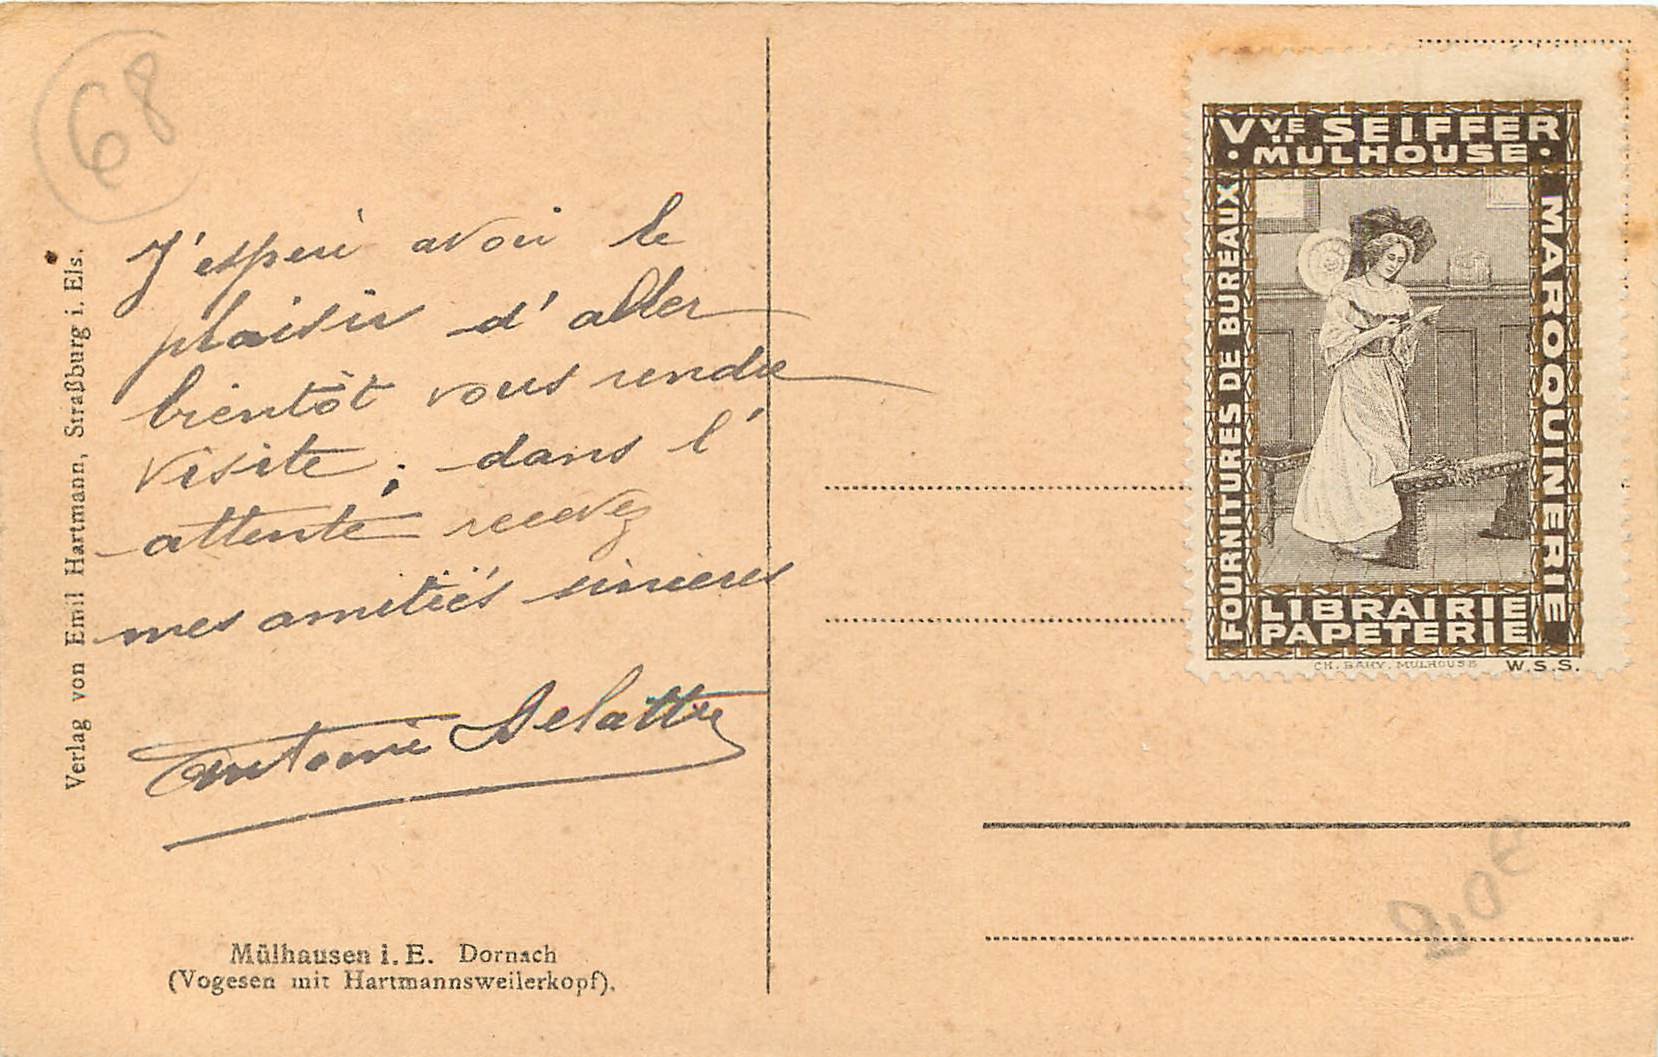 68
J'espère avoir le
plaisir d'aller
bientôt vous rendre
visite; dans l'
attente recevez
mes amitiés sincères
Antoine Delattre
Verlag von Emil Hartmann, Straßburg i. Els.
Mülhausen i. E. Dornach
(Vogesen mit Hartmannsweilerkopf).
VVE SEIFFER
· MULHOUSE ·
FOURNITURES DE BUREAUX
MAROQUINERIE
LIBRAIRIE
PAPETERIE
CH. BAHY, MULHOUSE W.S.S.